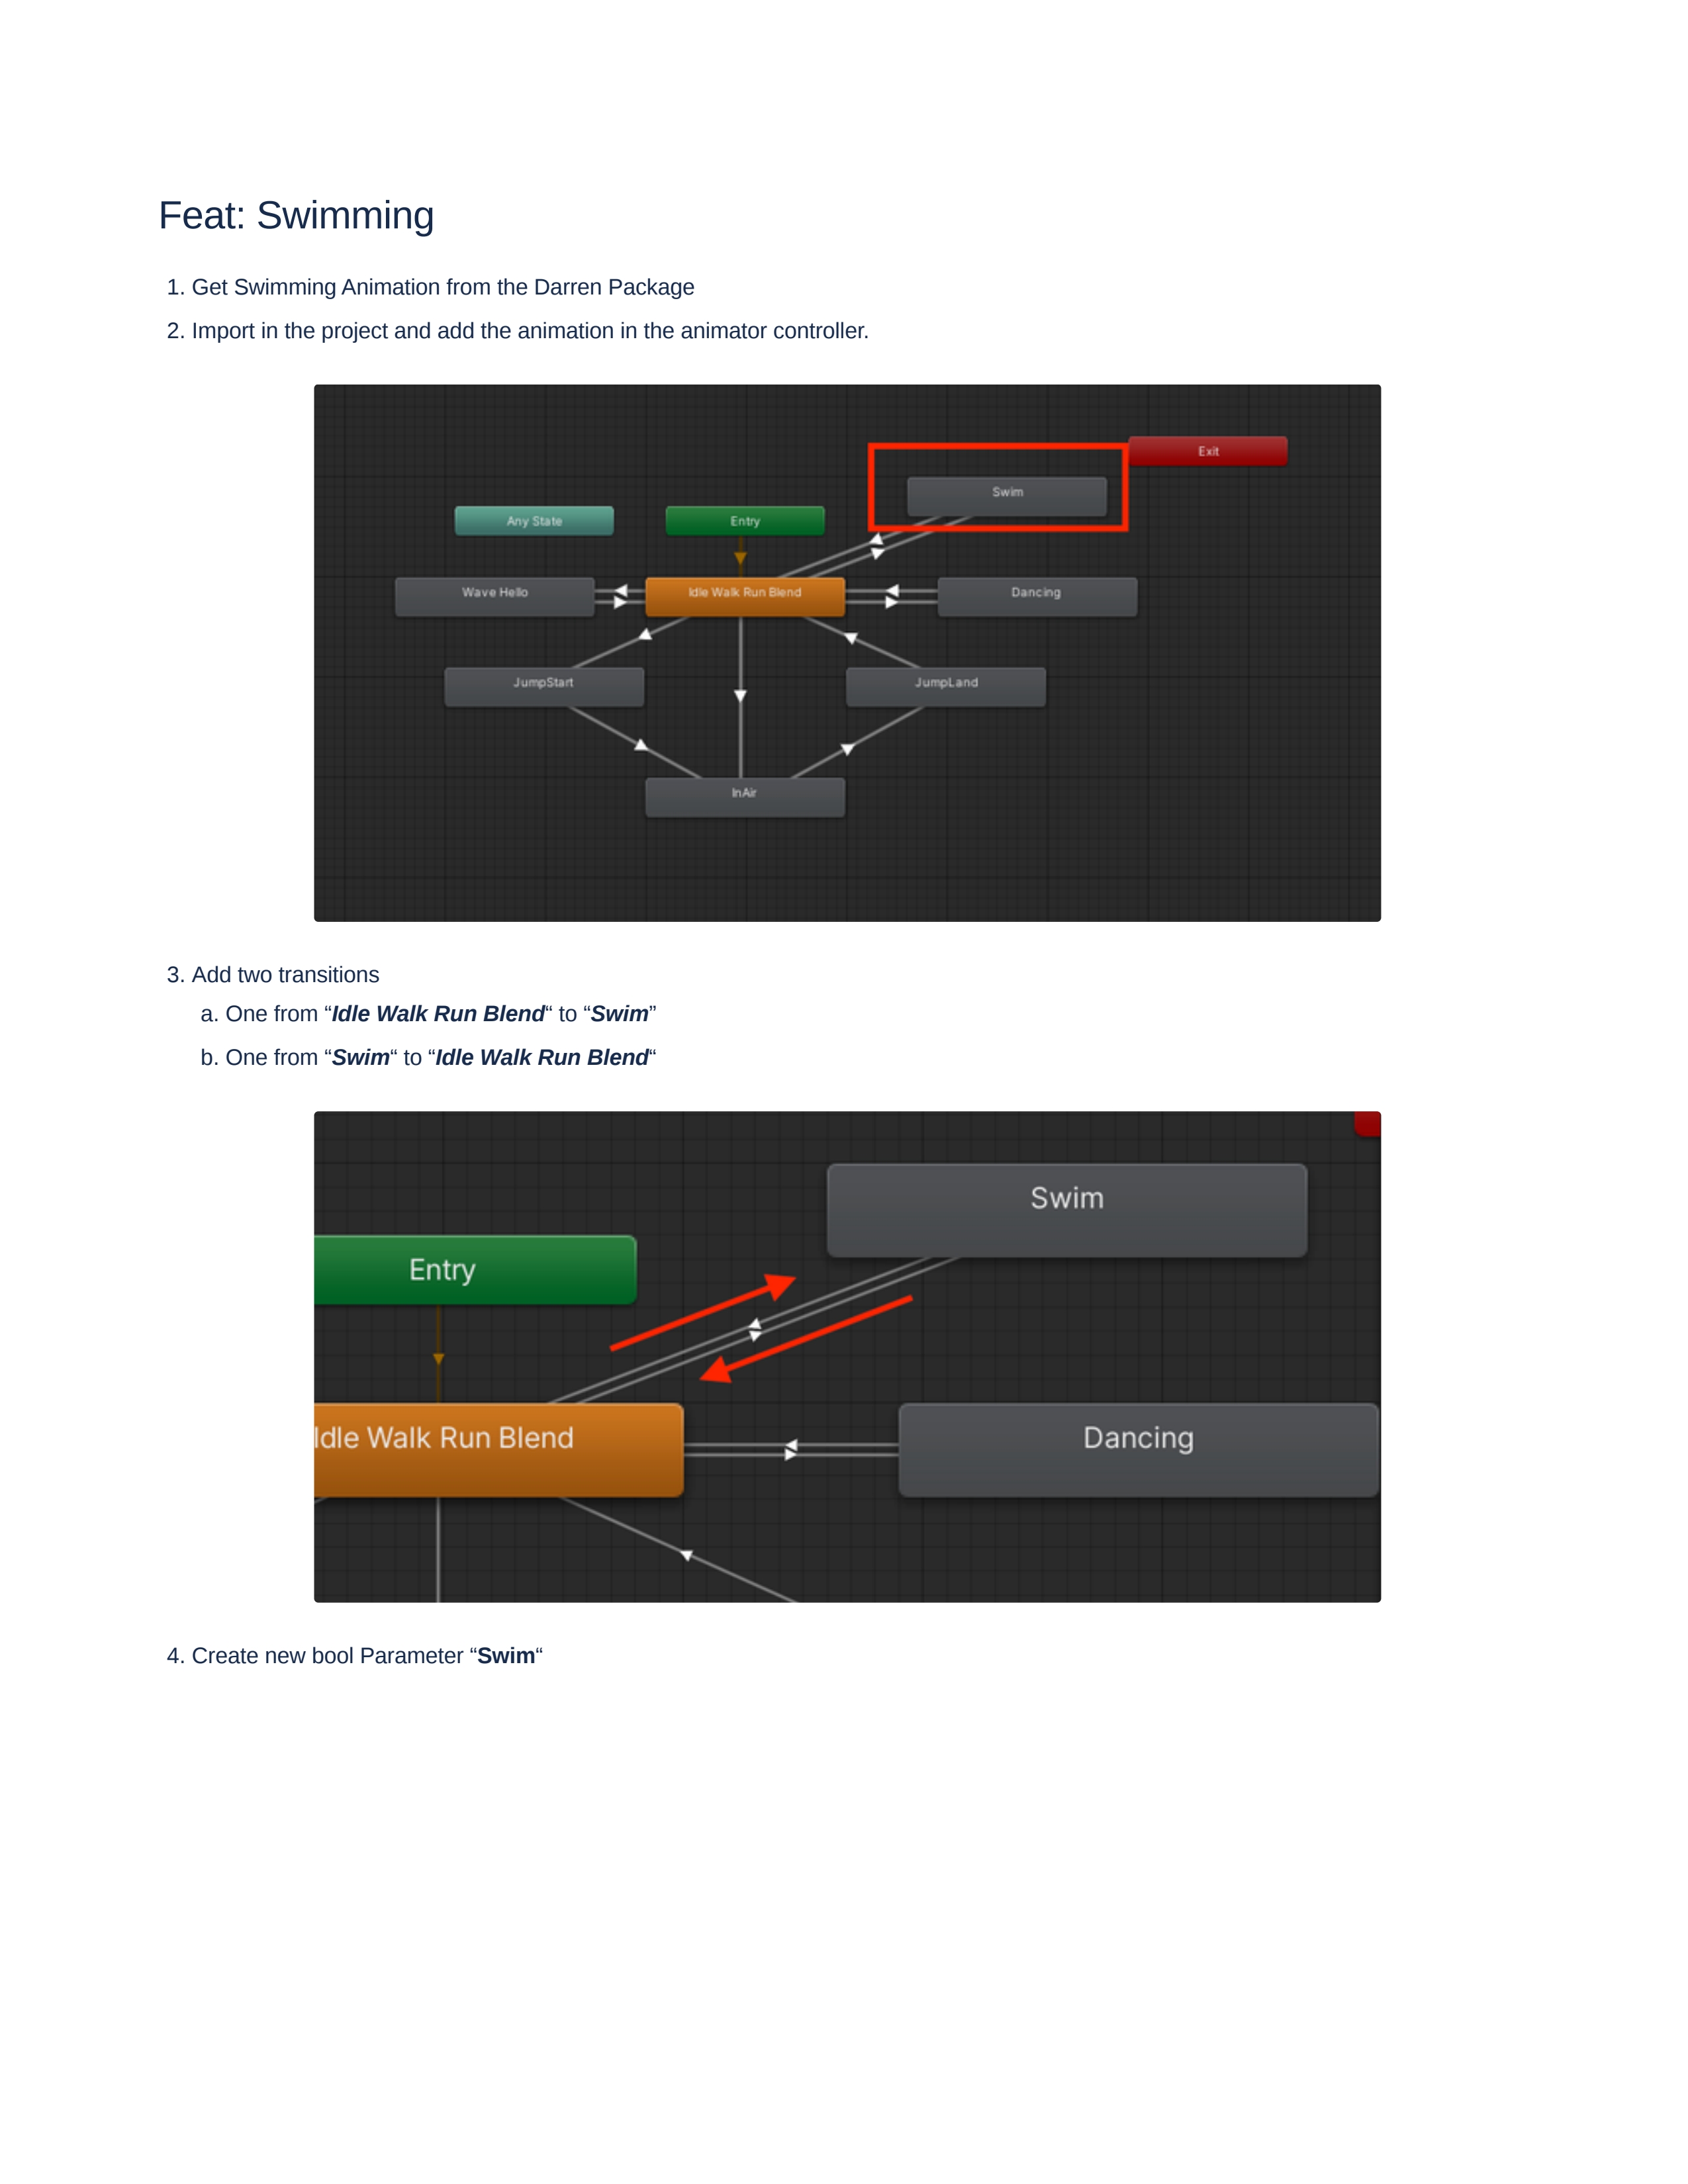 Feat: Swimming
1. Get Swimming Animation from the Darren Package
2. Import in the project and add the animation in the animator controller.
Exit
Swim
Any State
Entry
Wave Hello
Idle Walk Run Blend
Dancing
JumpStart
JumpLand
InAir
3. Add two transitions
a. One from “Idle Walk Run Blend“ to “Swim”
b. One from “Swim“ to “Idle Walk Run Blend“
Swim
Entry
Idle Walk Run Blend
Dancing
4. Create new bool Parameter “Swim“